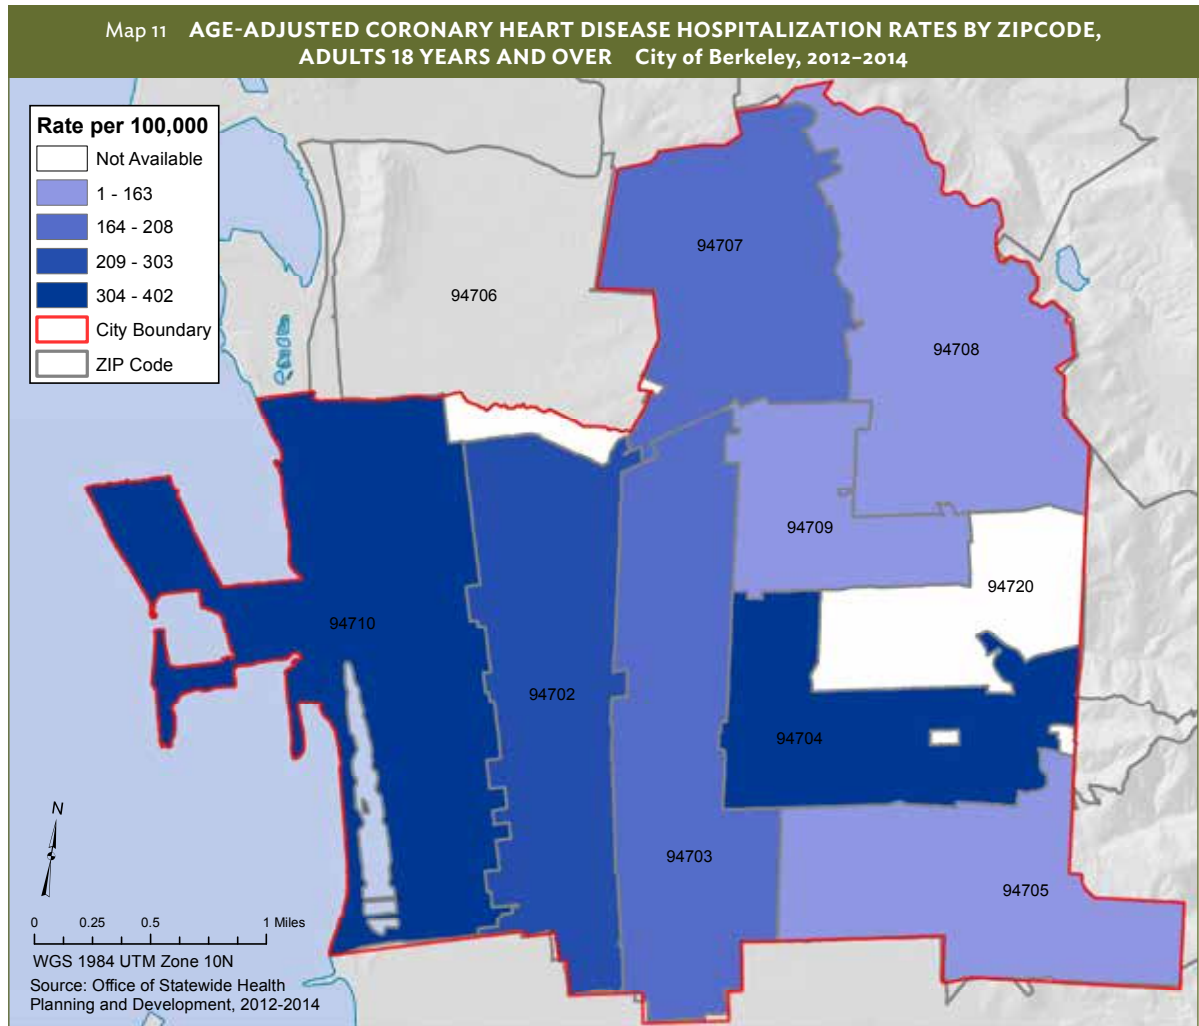 Map 11 AGE-ADJUSTED CORONARY HEART DISEASE HOSPITALIZATION RATES BY ZIPCODE,
ADULTS 18 YEARS AND OVER City of Berkeley, 2012–2014
Rate per 100,000
Not Available
1 - 163
164 - 208
209 - 303
304 - 402
City Boundary
ZIP Code
94707
94706
94708
94709
94720
94710
94702
94704
94703
94705
N
0 0.25 0.5 1 Miles
WGS 1984 UTM Zone 10N
Source: Office of Statewide Health
Planning and Development, 2012-2014